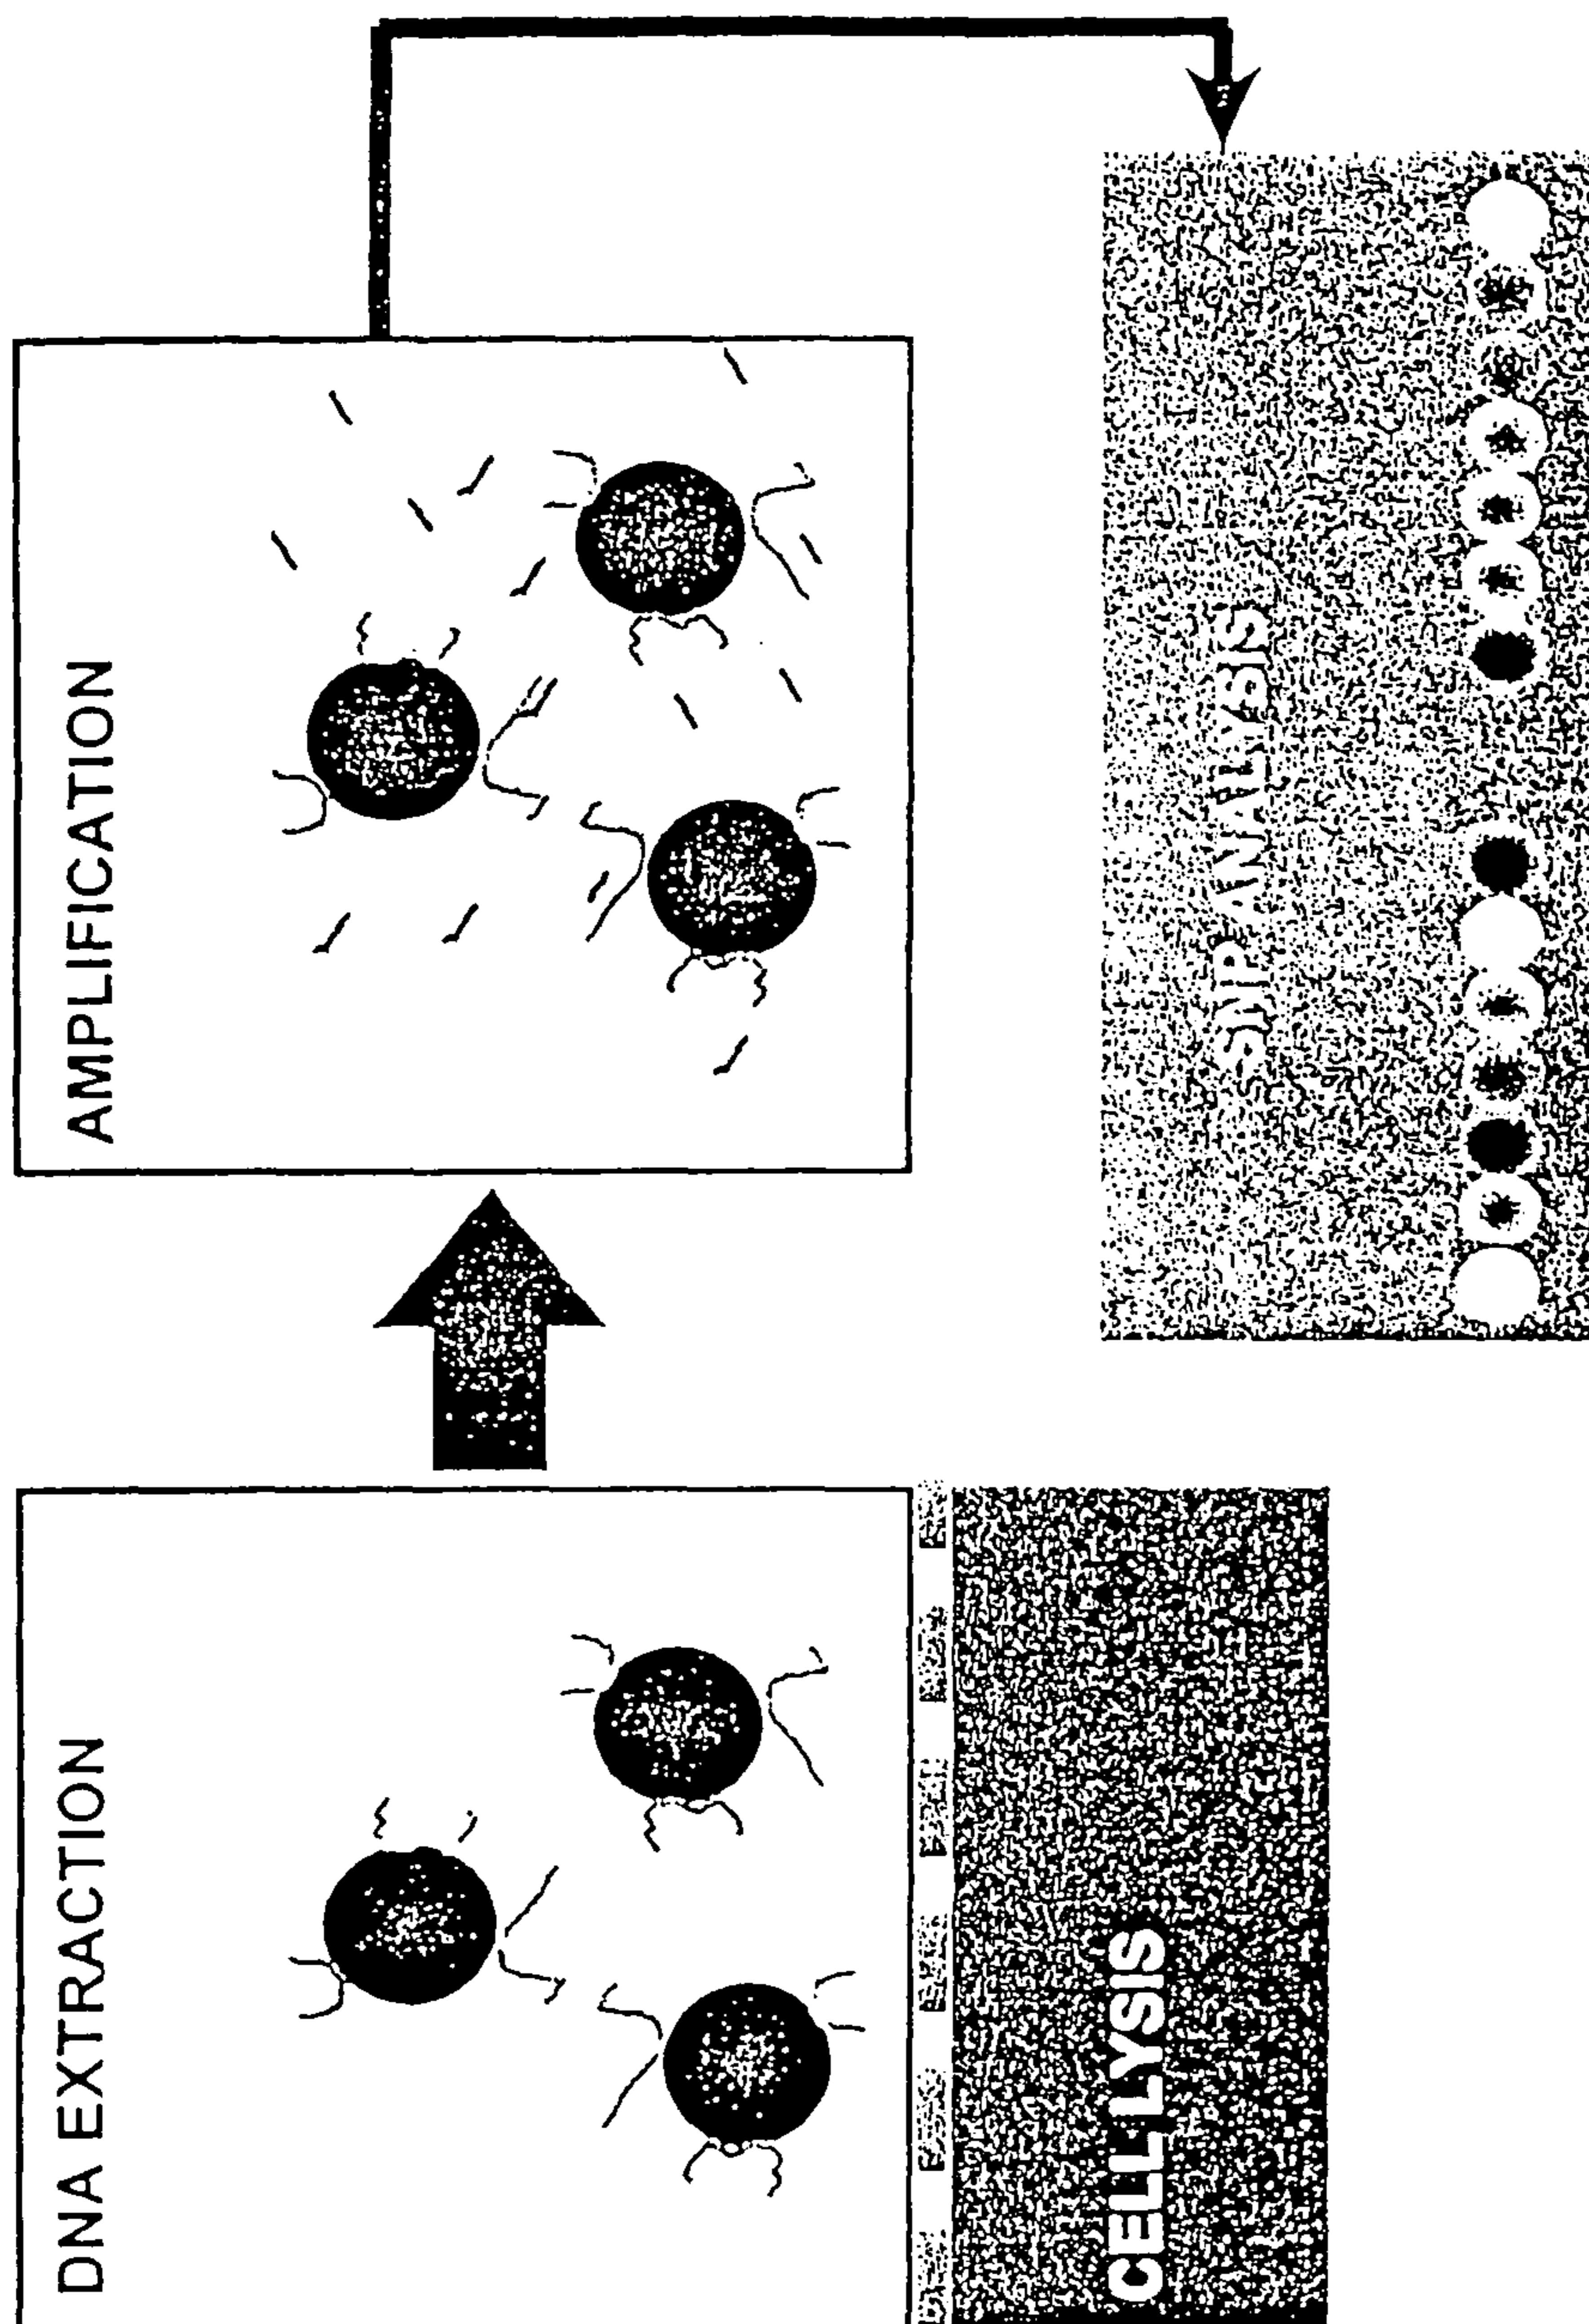 DNA EXTRACTION
CELL LYSIS
AMPLIFICATION
SNP ANALYSIS